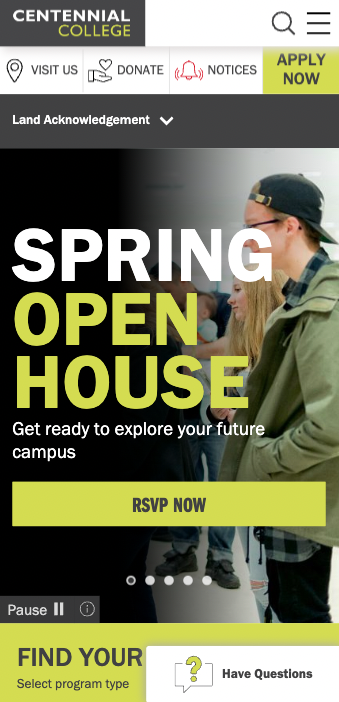 CENTENNIAL
COLLEGE
VISIT US
DONATE
NOTICES
APPLY
NOW
Land Acknowledgement
SPRING
OPEN
HOUSE
Get ready to explore your future
campus
RSVP NOW
Pause
FIND YOUR
Select program type
Have Questions